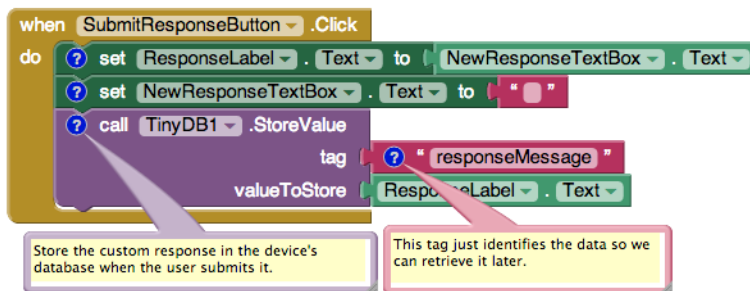 when SubmitResponseButton .Click
do ? set ResponseLabel . Text to NewResponseTextBox . Text
? set NewResponseTextBox . Text to " "
? call TinyDB1 .StoreValue
tag ? " responseMessage "
valueToStore ResponseLabel . Text
Store the custom response in the device's
database when the user submits it.
This tag just identifies the data so we
can retrieve it later.